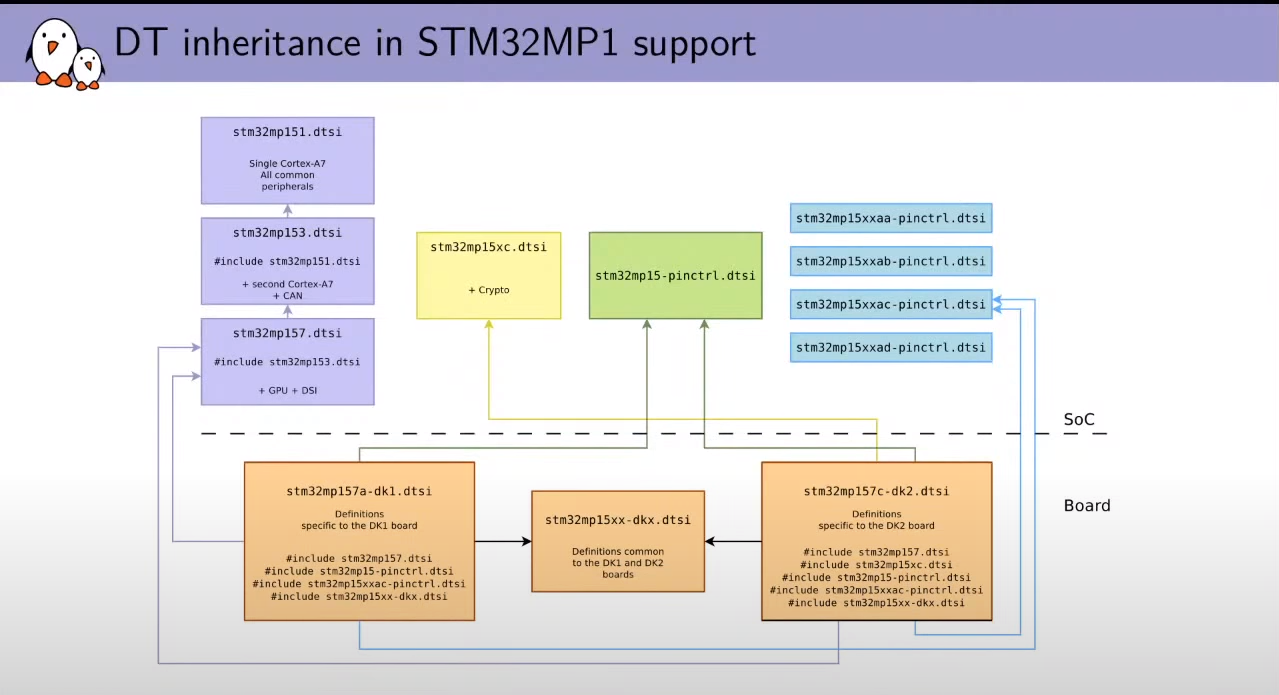 DT inheritance in STM32MP1 support
stm32mp151.dtsi
Single Cortex-A7
All common
peripherals
stm32mp153.dtsi
#include stm32mp151.dtsi
+ second Cortex-A7
+ CAN
stm32mp157.dtsi
#include stm32mp153.dtsi
+ GPU + DSI
stm32mp15xc.dtsi
+ Crypto
stm32mp15-pinctrl.dtsi
stm32mp15xxaa-pinctrl.dtsi
stm32mp15xxab-pinctrl.dtsi
stm32mp15xxac-pinctrl.dtsi
stm32mp15xxad-pinctrl.dtsi
SoC
Board
stm32mp157a-dk1.dtsi
Definitions
specific to the DK1 board
#include stm32mp157.dtsi
#include stm32mp15-pinctrl.dtsi
#include stm32mp15xxac-pinctrl.dtsi
#include stm32mp15xx-dkx.dtsi
stm32mp15xx-dkx.dtsi
Definitions common
to the DK1 and DK2
boards
stm32mp157c-dk2.dtsi
Definitions
specific to the DK2 board
#include stm32mp157.dtsi
#include stm32mp15xc.dtsi
#include stm32mp15-pinctrl.dtsi
#include stm32mp15xxac-pinctrl.dtsi
#include stm32mp15xx-dkx.dtsi